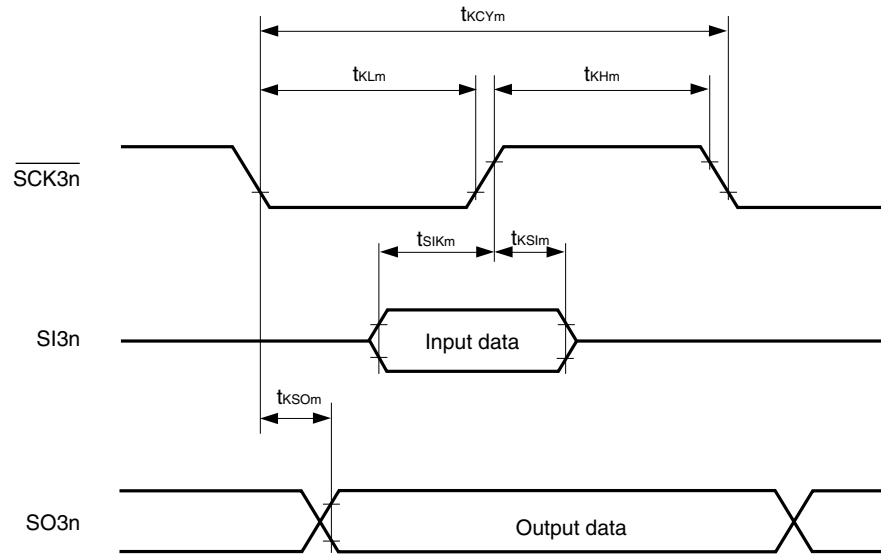 tKCYm
tKLm
tKHm
SCK3n
tSIKm
tKSIm
SI3n
Input data
tKSOm
SO3n
Output data